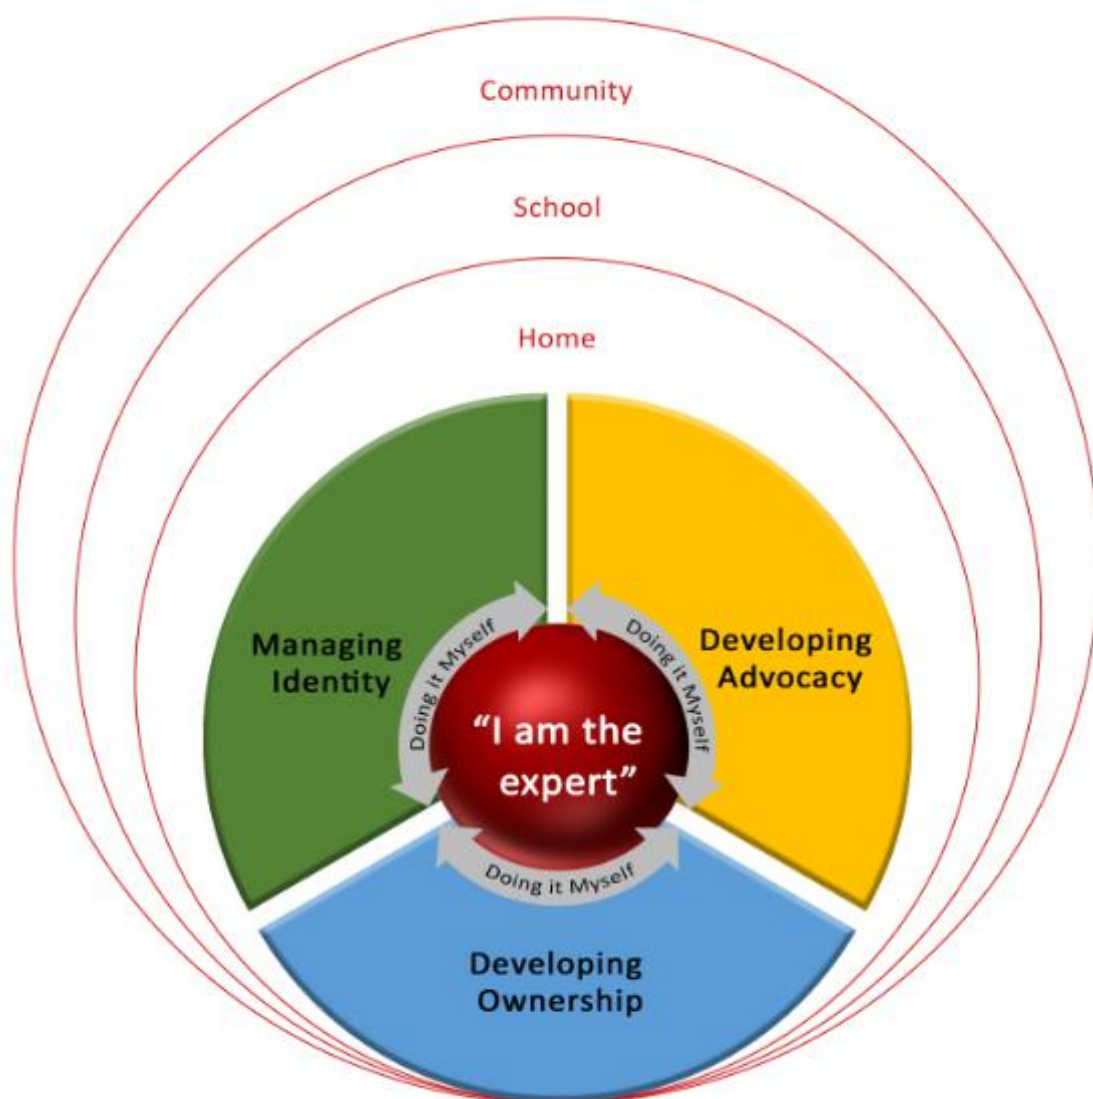 Community
School
Home
Managing
Identity
Doing it Myself
Doing it Myself
Developing
Advocacy
“I am the
expert”
Doing it Myself
Developing
Ownership